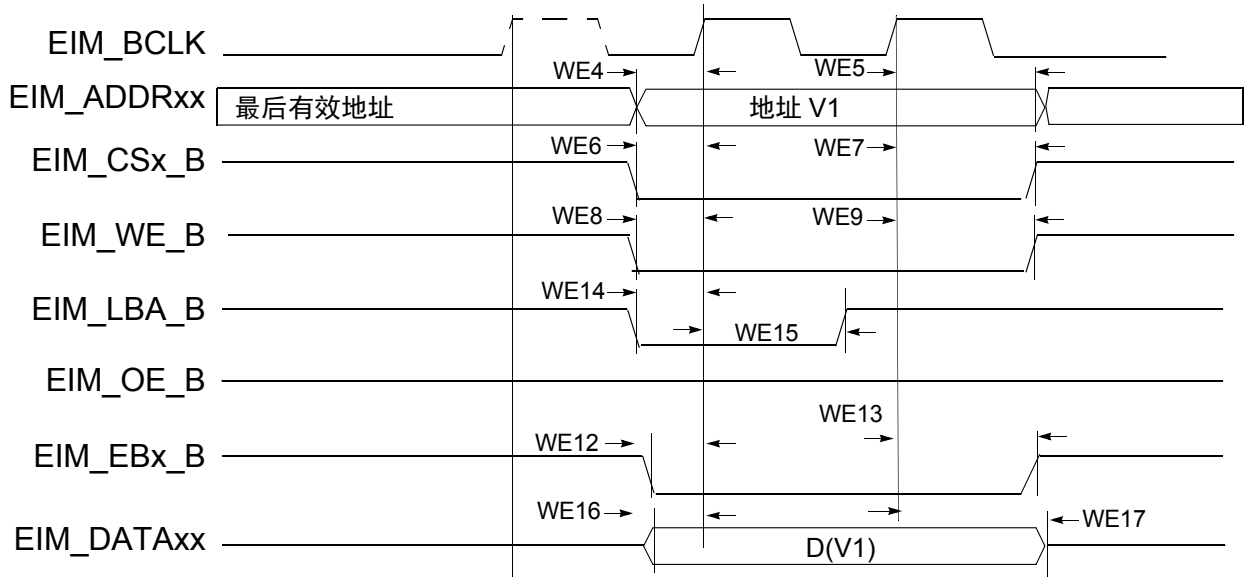 EIM_BCLK
WE4 WE5
EIM_ADDRxx 最后有效地址 地址 V1
WE6 WE7
EIM_CSx_B
WE8 WE9
EIM_WE_B
WE14
EIM_LBA_B
WE15
EIM_OE_B
WE13
WE12
EIM_EBx_B
WE16 WE17
EIM_DATAxx D(V1)